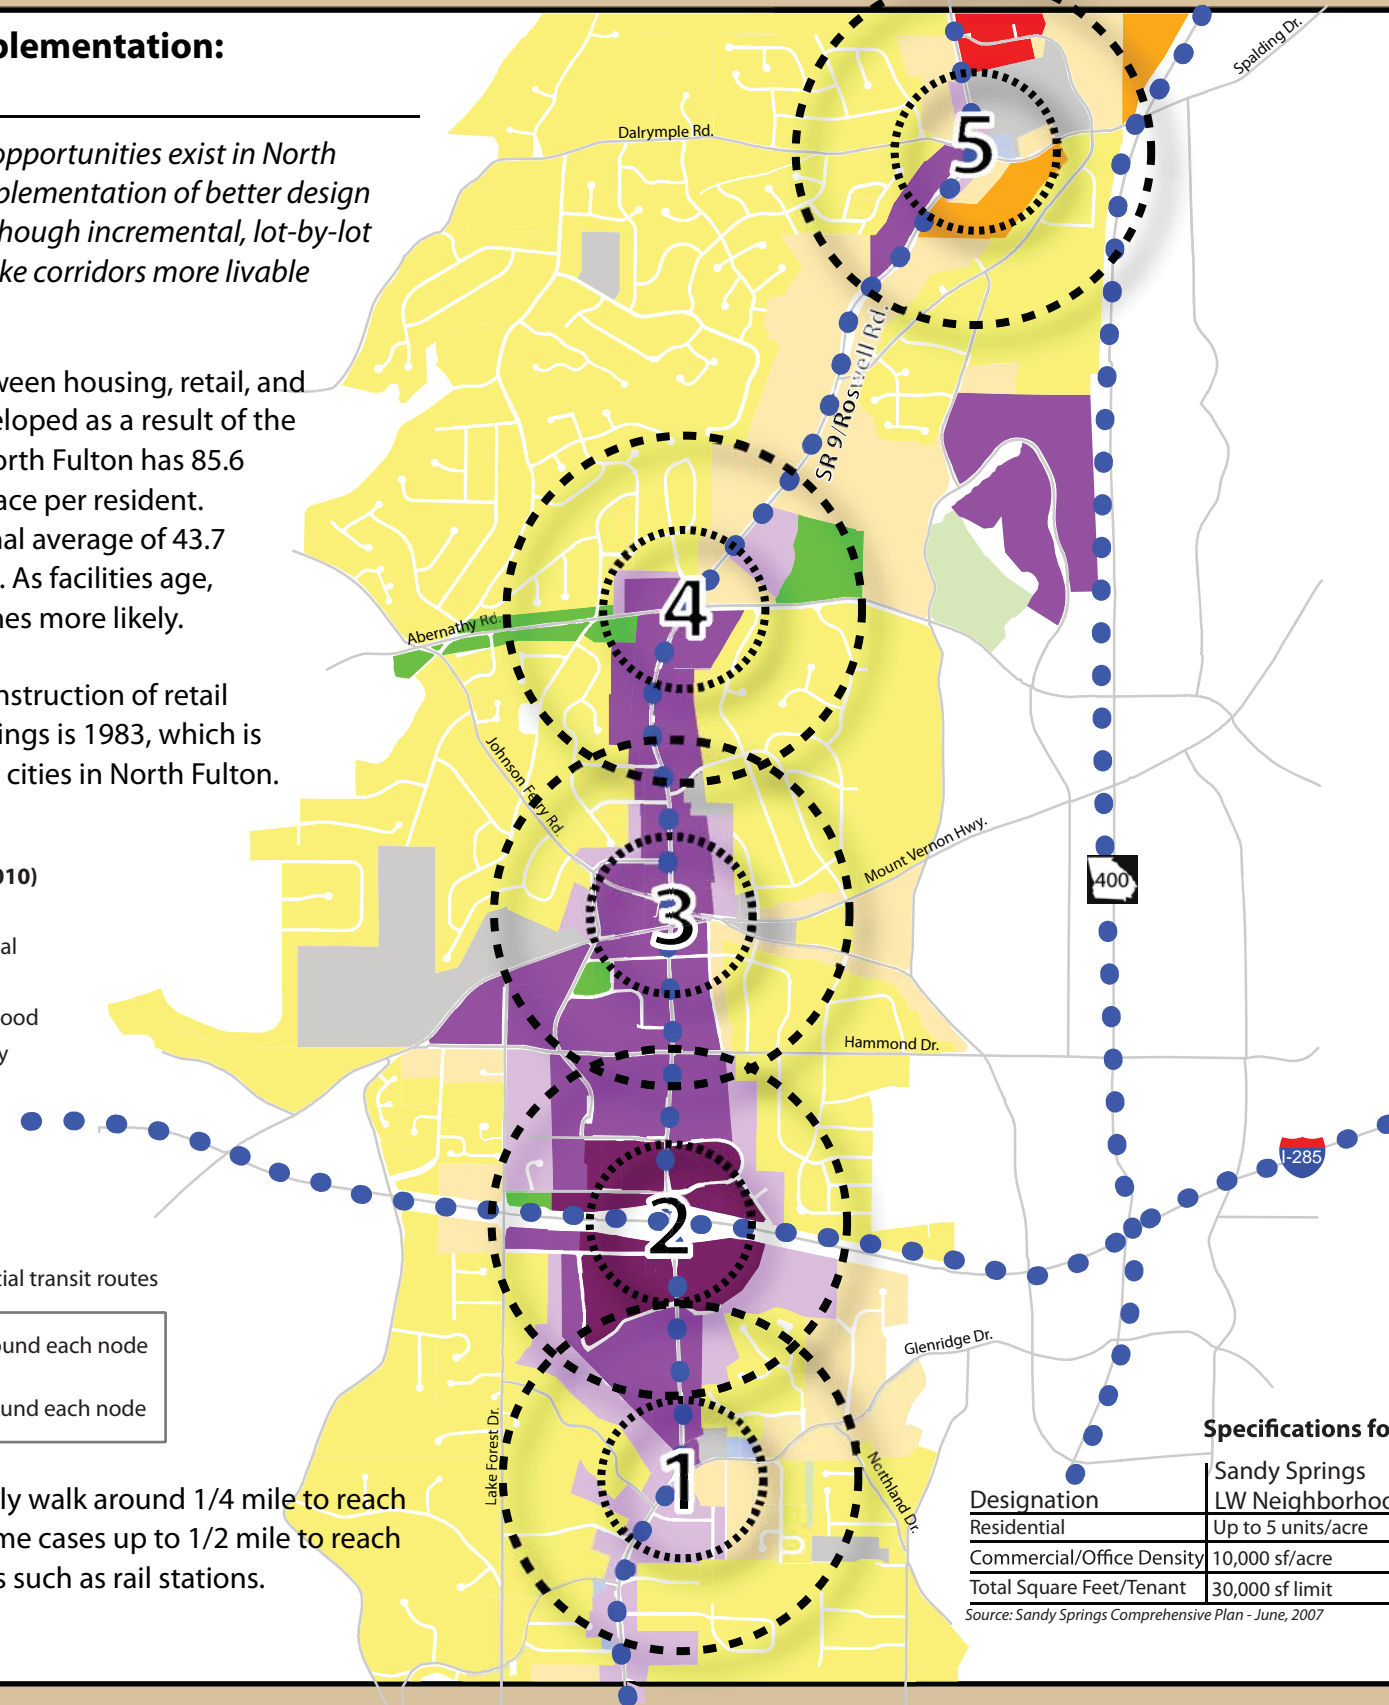 plementation:
opportunities exist in North
plementation of better design
hough incremental, lot-by-lot
ke corridors more livable
ween housing, retail, and
eloped as a result of the
orth Fulton has 85.6
ace per resident.
nal average of 43.7
. As facilities age,
nes more likely.
nstruction of retail
ings is 1983, which is
cities in North Fulton.
010)
al
ood
y
tial transit routes
ound each node
und each node
ly walk around 1/4 mile to reach
me cases up to 1/2 mile to reach
s such as rail stations.
Spalding Dr.
Dalrymple Rd.
5
SR 9/Roswell Rd.
4
Abernathy Rd.
Johnson Ferry Rd.
Mount Vernon Hwy.
400
3
Hammond Dr.
I-285
2
Glenridge Dr.
Lake Forest Dr.
1
Northland Dr.
Specifications fo
Designation
Sandy Springs
LW Neighborhoo
Residential Up to 5 units/acre
Commercial/Office Density 10,000 sf/acre
Total Square Feet/Tenant 30,000 sf limit
Source: Sandy Springs Comprehensive Plan - June, 2007